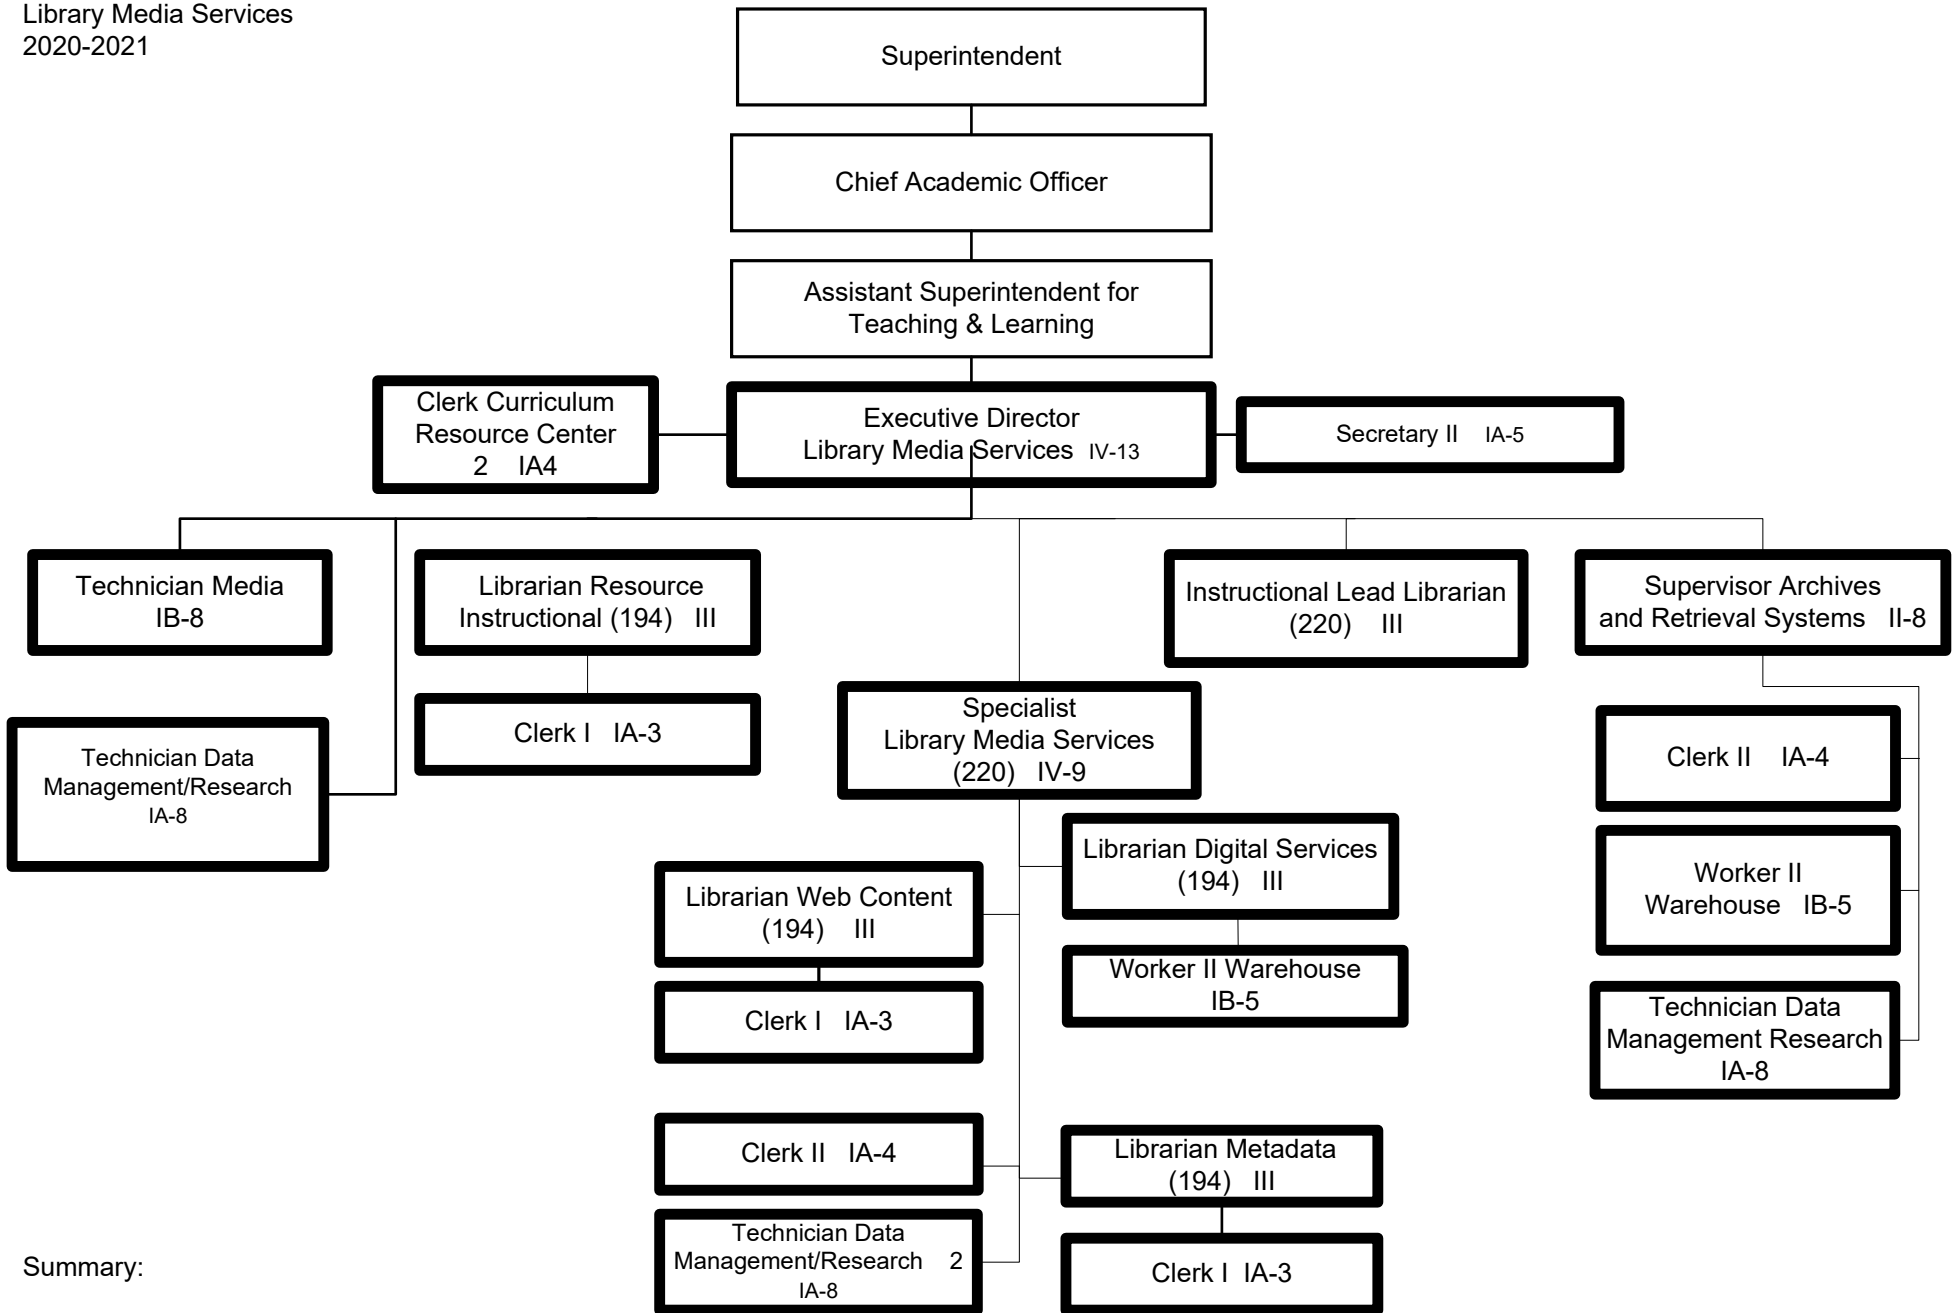 Library Media Services
2020-2021
Superintendent
Chief Academic Officer
Assistant Superintendent for
Teaching & Learning
Clerk Curriculum
Resource Center
2 IA4
Executive Director
Library Media Services IV-13
Secretary II IA-5
Technician Media
IB-8
Librarian Resource
Instructional (194) III
Instructional Lead Librarian
(220) III
Supervisor Archives
and Retrieval Systems II-8
Technician Data
Management/Research
IA-8
Clerk I IA-3
Specialist
Library Media Services
(220) IV-9
Clerk II IA-4
Librarian Digital Services
(194) III
Librarian Web Content
(194) III
Worker II
Warehouse IB-5
Worker II Warehouse
IB-5
Clerk I IA-3
Technician Data
Management Research
IA-8
Clerk II IA-4
Librarian Metadata
(194) III
Technician Data
Management/Research 2
IA-8
Clerk I IA-3
Summary: